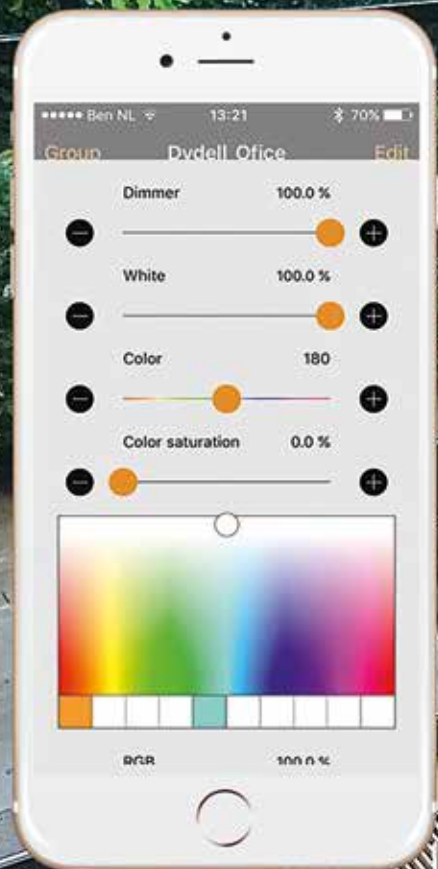 Ben NL 13:21 70%
Group Dydell Ofice Edit
Dimmer 100.0 %
White 100.0 %
Color 180
Color saturation 0.0 %
RGB 100.0 %